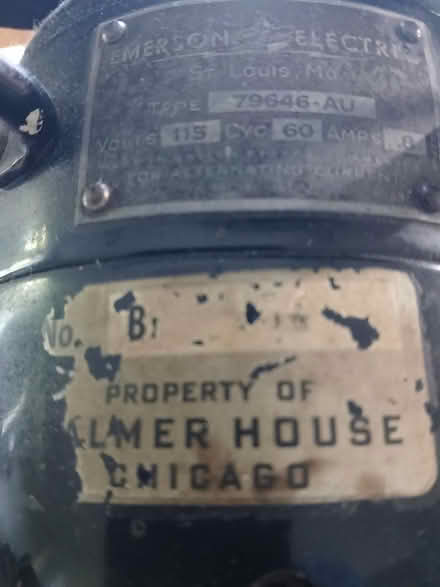 EMERSON ELECTRIC
St. Louis, Mo.
TYPE 79646-AU
VOLTS 115 CYC 60 AMPS .8
FOR ALTERNATING CURRENT
No. B
PROPERTY OF
LMER HOUSE
CHICAGO